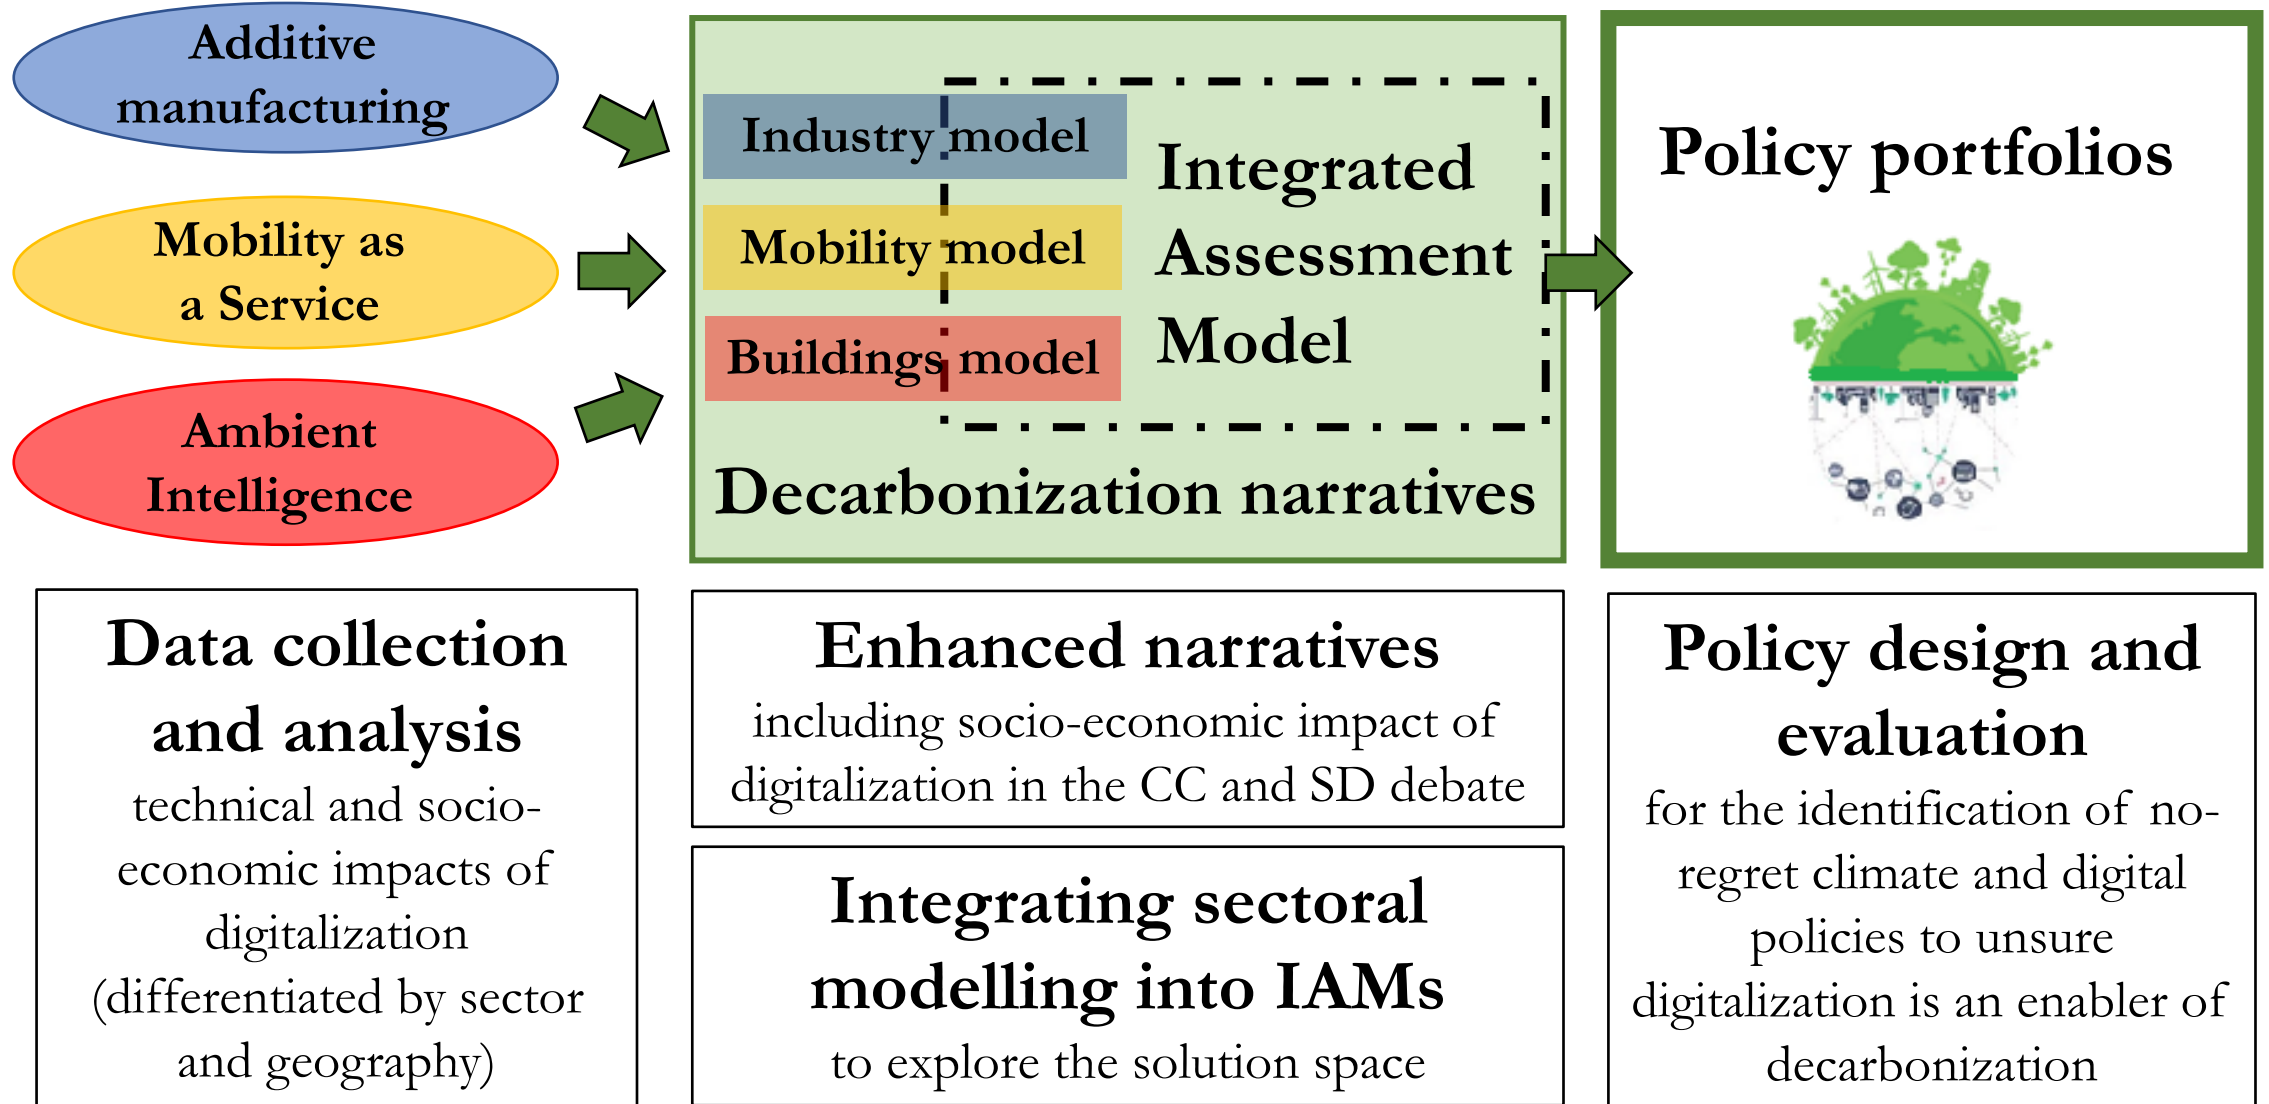 Additive
manufacturing
Mobility as
a Service
Ambient
Intelligence
Industry model
Mobility model
Buildings model
Integrated
Assessment
Model
Decarbonization narratives
Policy portfolios
Data collection
and analysis
technical and socio-
economic impacts of
digitalization
(differentiated by sector
and geography)
Enhanced narratives
including socio-economic impact of
digitalization in the CC and SD debate
Integrating sectoral
modelling into IAMs
to explore the solution space
Policy design and
evaluation
for the identification of no-
regret climate and digital
policies to unsure
digitalization is an enabler of
decarbonization